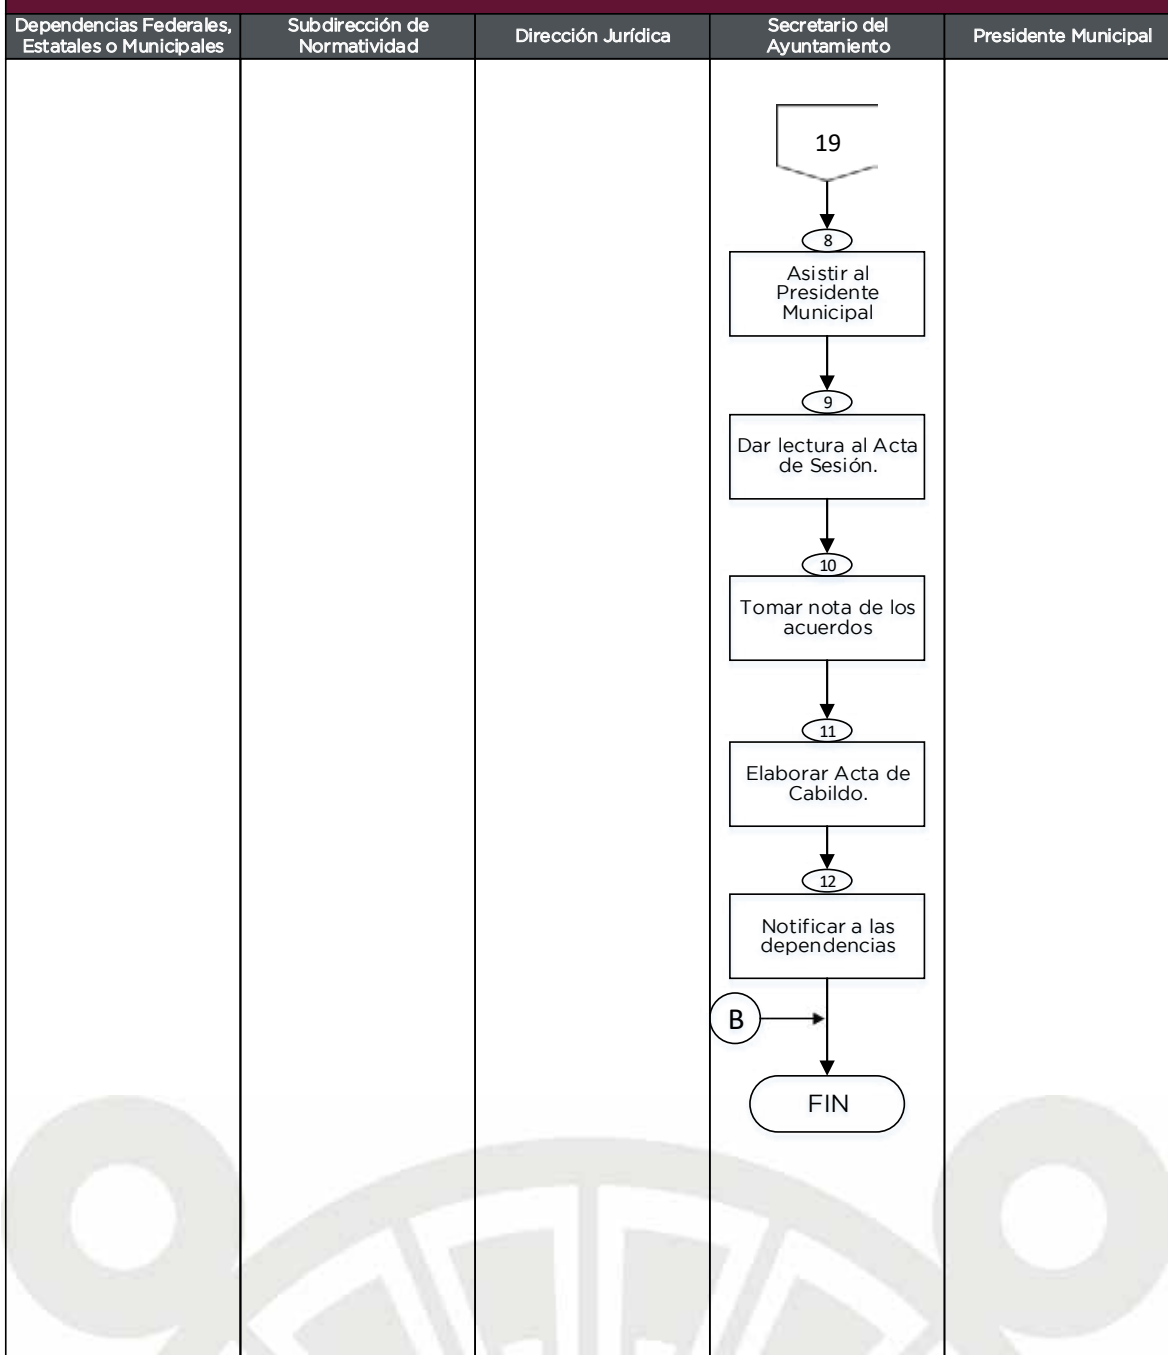 Dependencias Federales,
Estatales o Municipales
Subdirección de
Normatividad
Dirección Jurídica
Secretario del
Ayuntamiento
Presidente Municipal
19
8
Asistir al
Presidente
Municipal
9
Dar lectura al Acta
de Sesión.
10
Tomar nota de los
acuerdos
11
Elaborar Acta de
Cabildo.
12
Notificar a las
dependencias
B
FIN